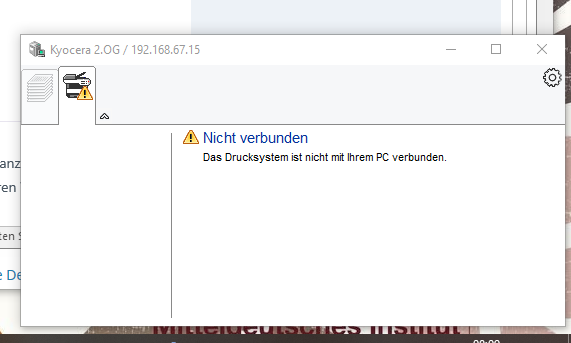 Kyocera 2.OG / 192.168.67.15
Nicht verbunden
Das Drucksystem ist nicht mit Ihrem PC verbunden.
anz
ren
ten S
e De
Mitteldeutsches Institut